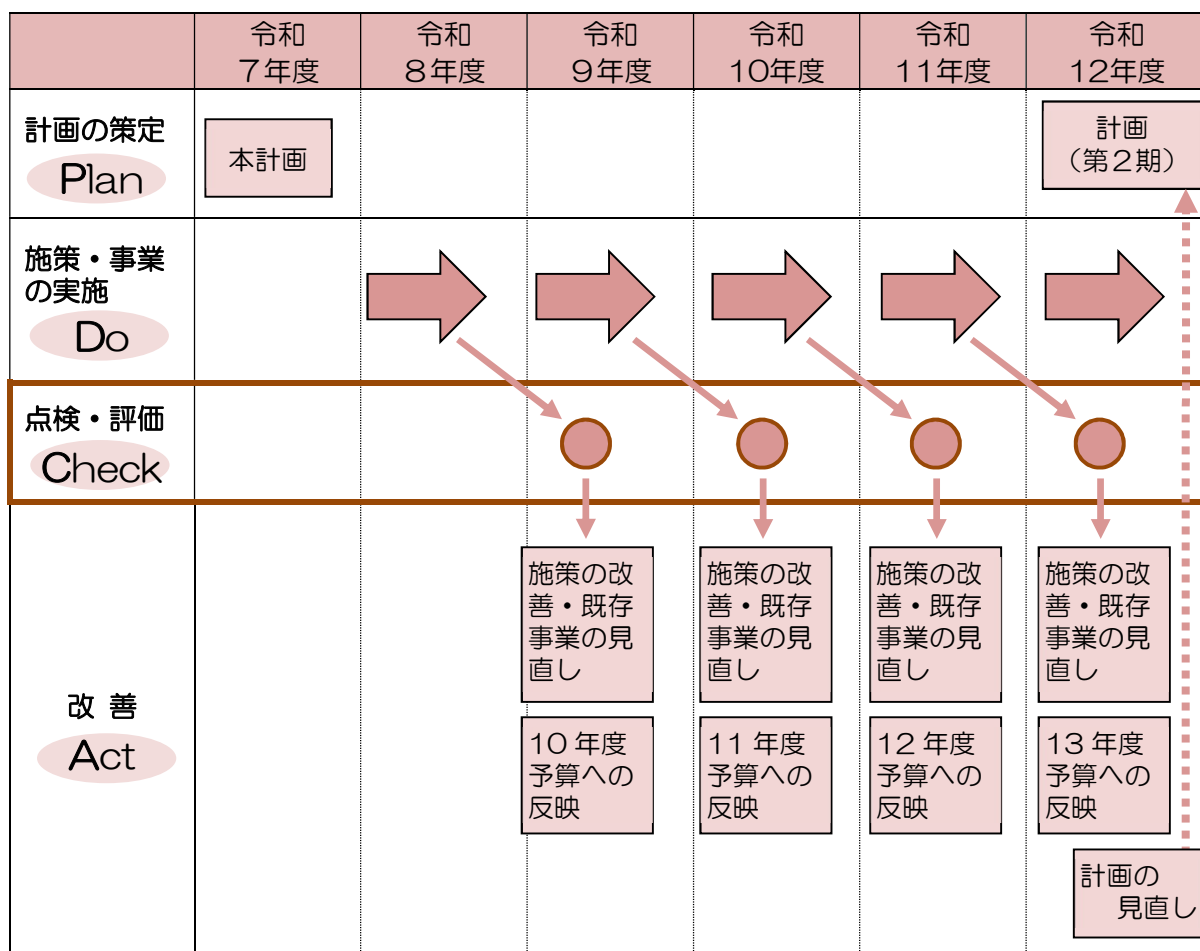 令和
7年度
令和
8年度
令和
9年度
令和
10年度
令和
11年度
令和
12年度
計画の策定
Plan
本計画
計画
（第２期）
施策・事業
の実施
Do
点検・評価
Check
改 善
Act
施策の改
善・既存
事業の見
直し
施策の改
善・既存
事業の見
直し
施策の改
善・既存
事業の見
直し
施策の改
善・既存
事業の見
直し
10 年度
予算への
反映
11 年度
予算への
反映
12 年度
予算への
反映
13 年度
予算への
反映
計画の
見直し